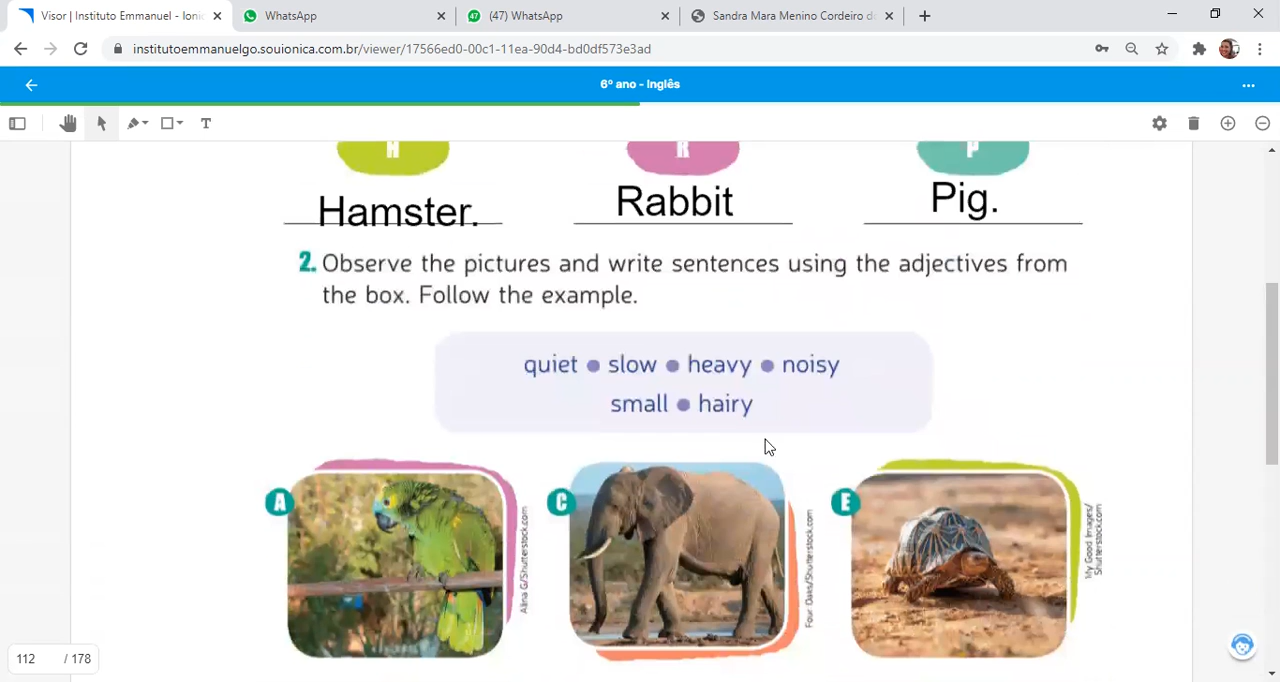 Visor | Instituto Emmanuel - Ionic
WhatsApp
(47) WhatsApp
Sandra Mara Menino Cordeiro do
institutoemmanuelgo.souionica.com.br/viewer/17566ed0-00c1-11ea-90d4-bd0df573e3ad
6º ano - Inglês
T
H
R
P
Hamster.
Rabbit
Pig.
2. Observe the pictures and write sentences using the adjectives from
the box. Follow the example.
quiet ● slow ● heavy ● noisy
small ● hairy
A
Alina G/Shutterstock.com
C
Four Oaks/Shutterstock.com
E
My Good Images/
Shutterstock.com
112 / 178